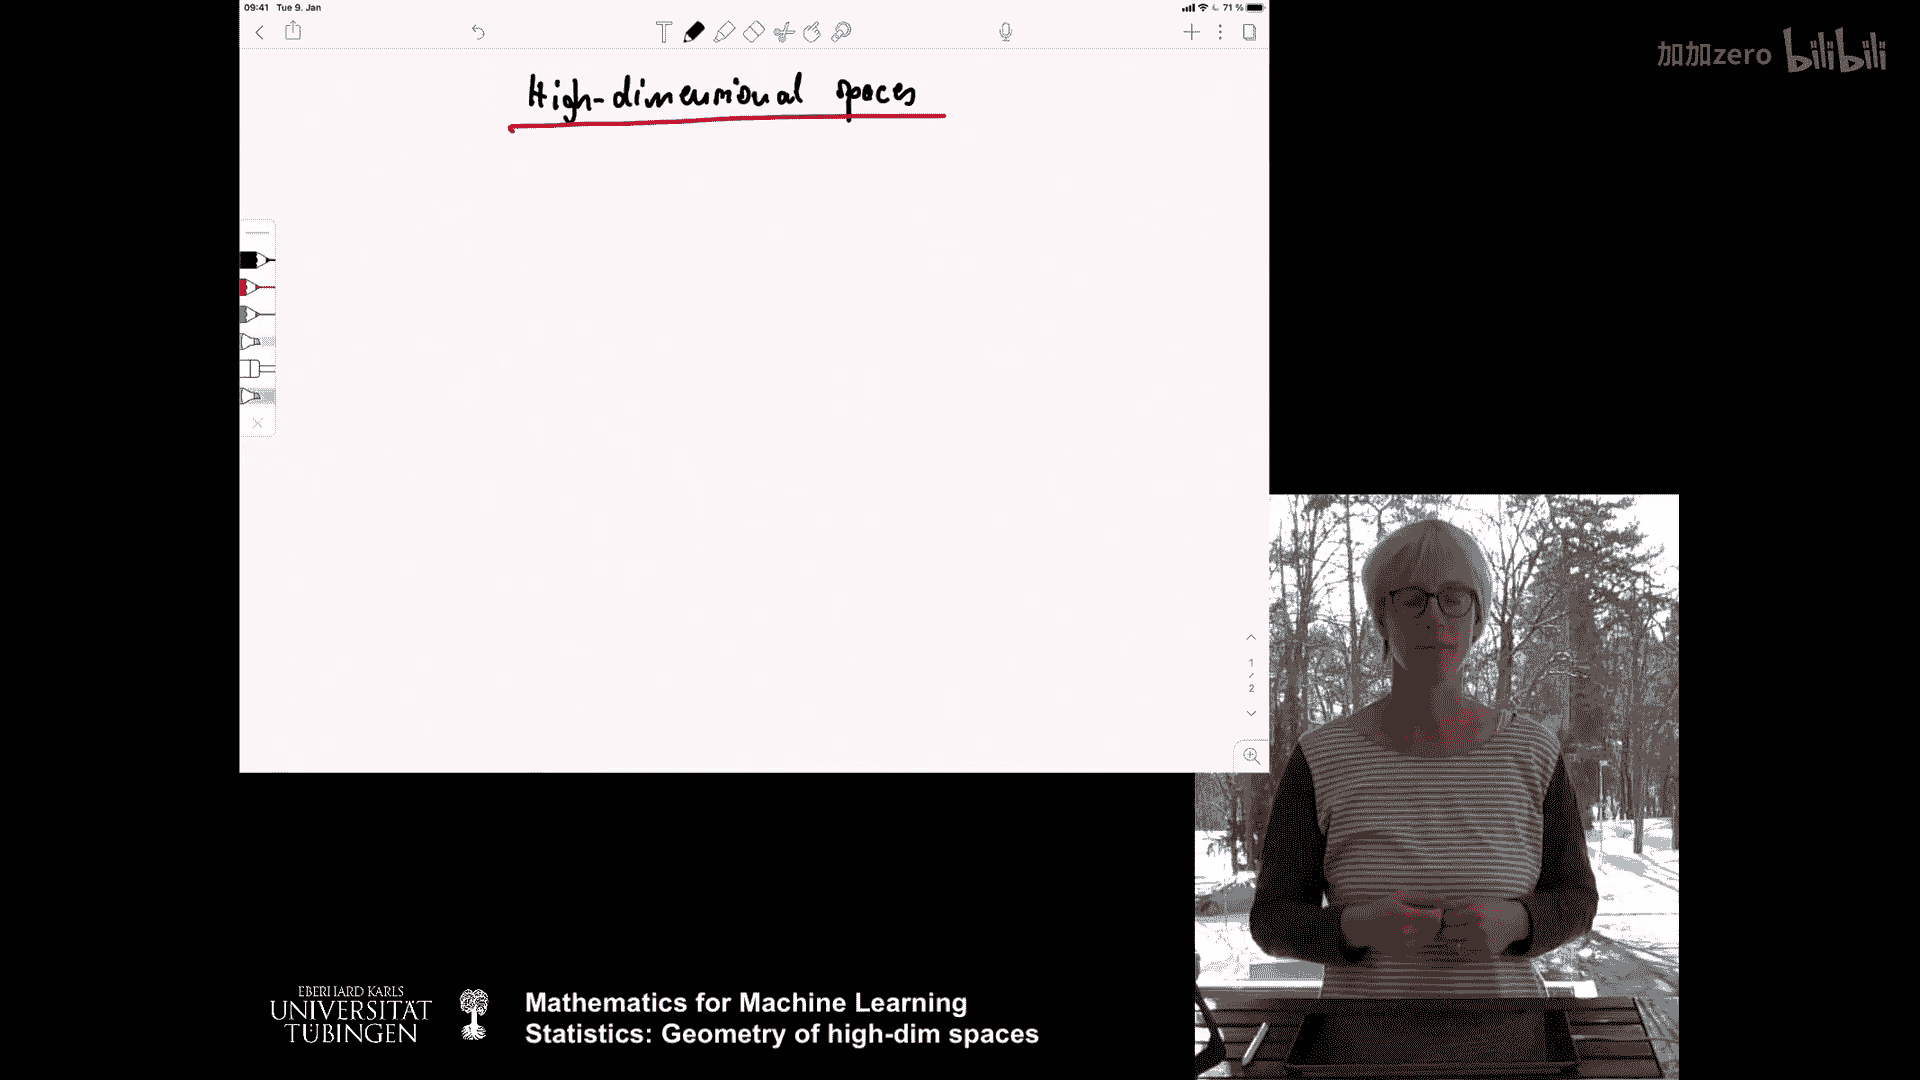 09:41 Tue 9. Jan
71 %
加加zero bilibili
High-dimensional spaces
1
2
EBERHARD KARLS
UNIVERSITÄT
TÜBINGEN
Mathematics for Machine Learning
Statistics: Geometry of high-dim spaces